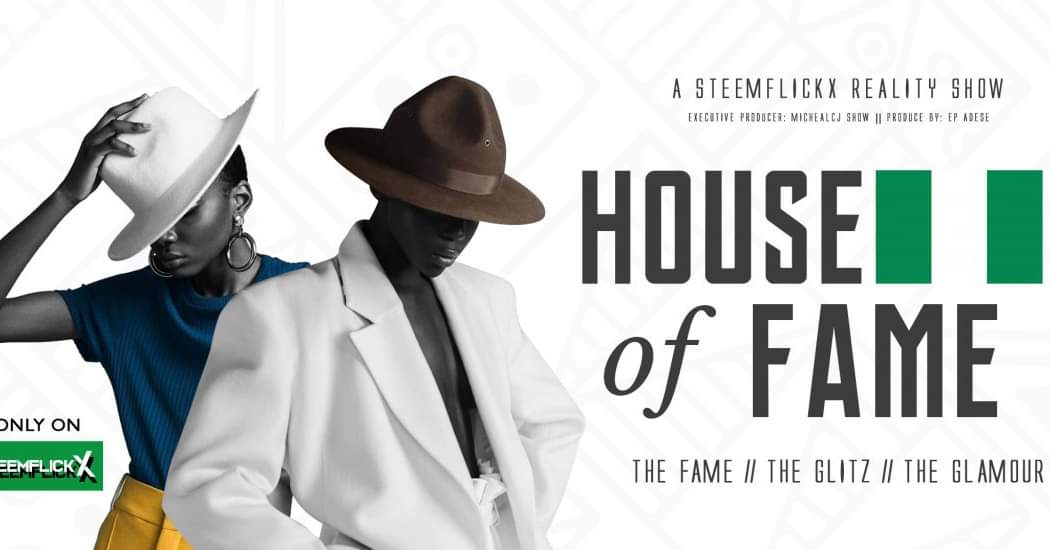 A STEEMFLICKX REALITY SHOW
EXECUTIVE PRODUCER: MICHEALCJ SHOW || PRODUCE BY: EP ADESE
HOUSE
of FAME
THE FAME // THE GLITZ // THE GLAMOUR
ONLY ON
EEMFLICKX